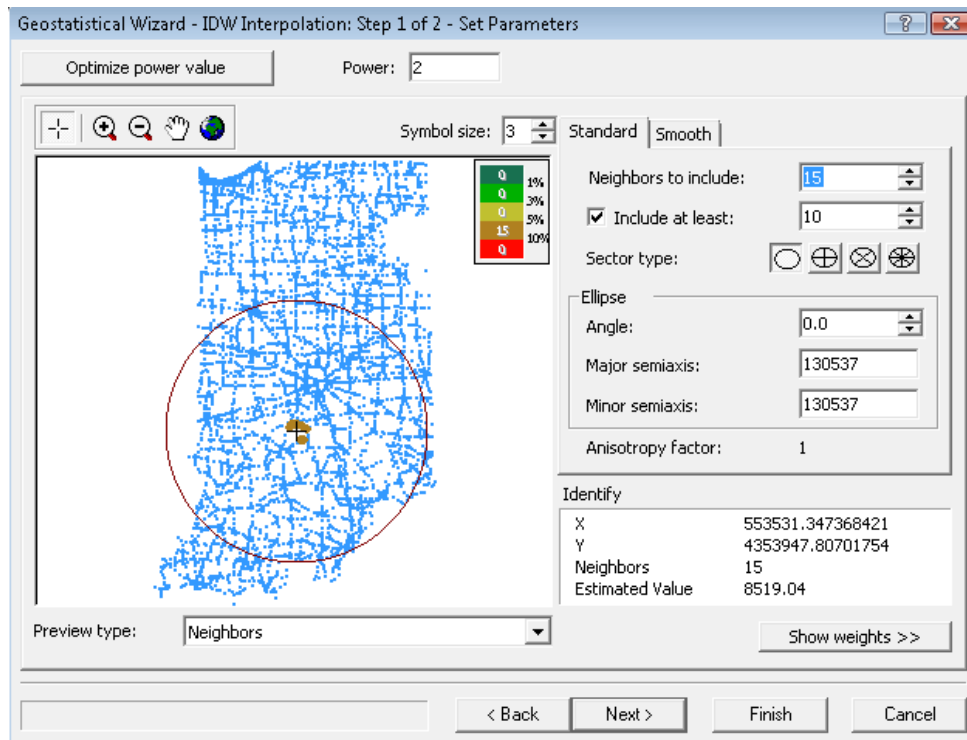 Geostatistical Wizard - IDW Interpolation: Step 1 of 2 - Set Parameters
Optimize power value
Power: 2
Symbol size: 3
Standard
Smooth
0
1%
0
3%
0
5%
15
10%
0
Neighbors to include: 15
Include at least: 10
Sector type:
Ellipse
Angle: 0.0
Major semiaxis: 130537
Minor semiaxis: 130537
Anisotropy factor: 1
Identify
X 553531.347368421
Y 4353947.80701754
Neighbors 15
Estimated Value 8519.04
Preview type: Neighbors
Show weights >>
< Back
Next >
Finish
Cancel